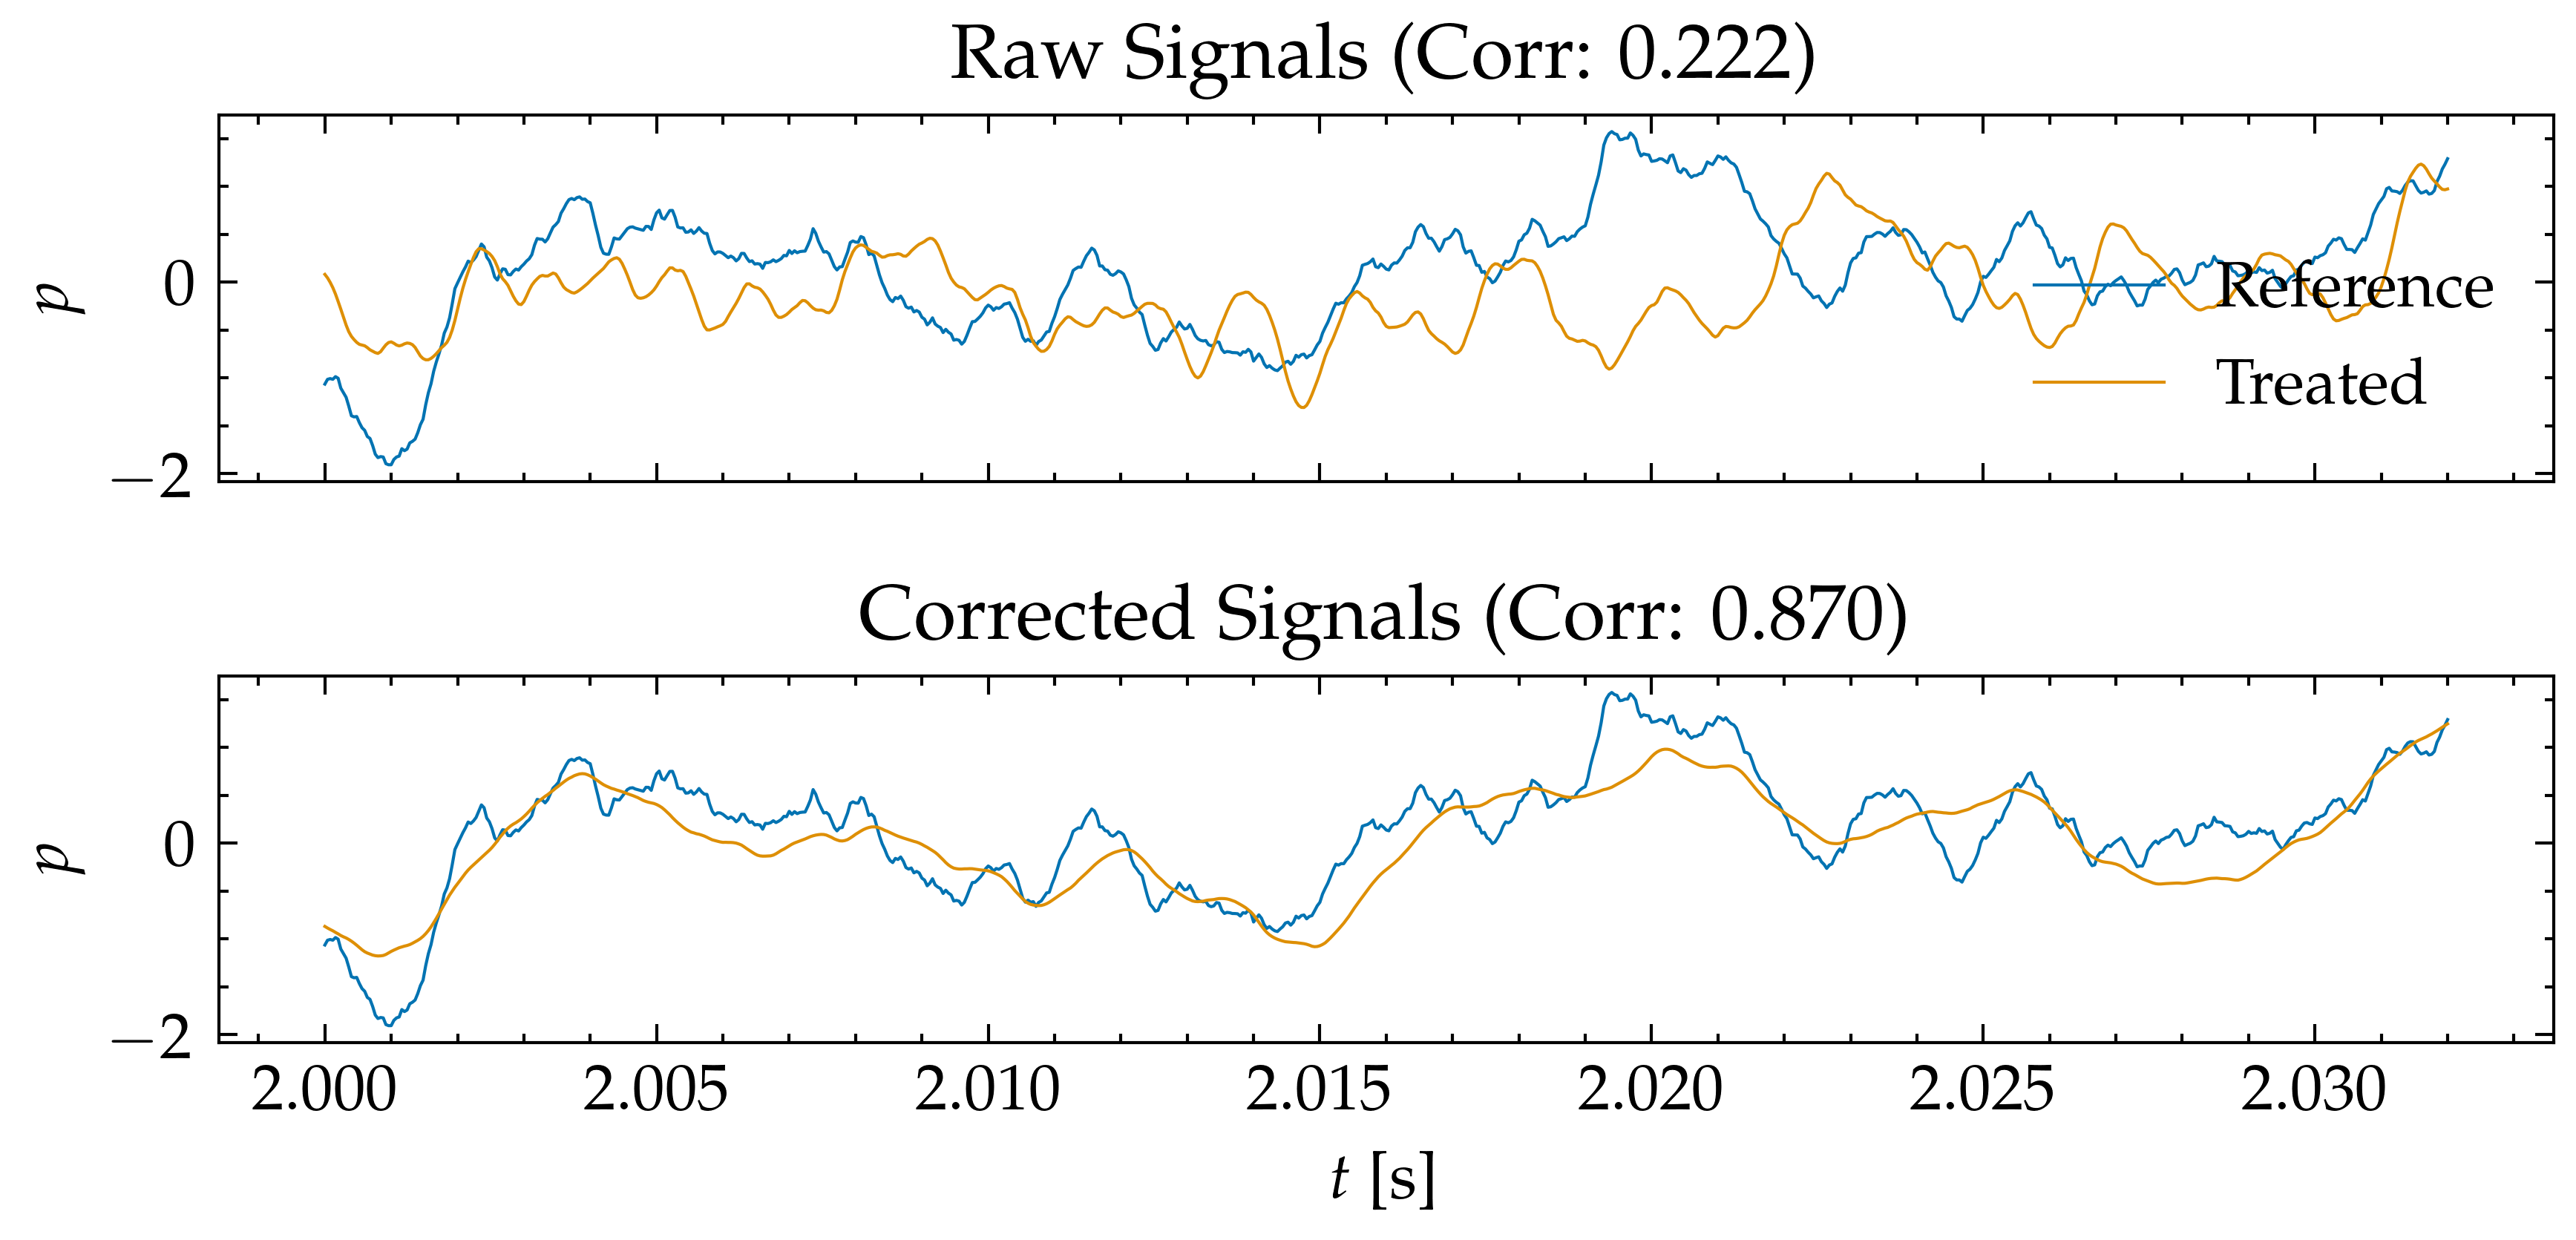 Raw Signals (Corr: 0.222)
p
0
−2
Reference
Treated
Corrected Signals (Corr: 0.870)
p
0
−2
2.000 2.005 2.010 2.015 2.020 2.025 2.030
t [s]